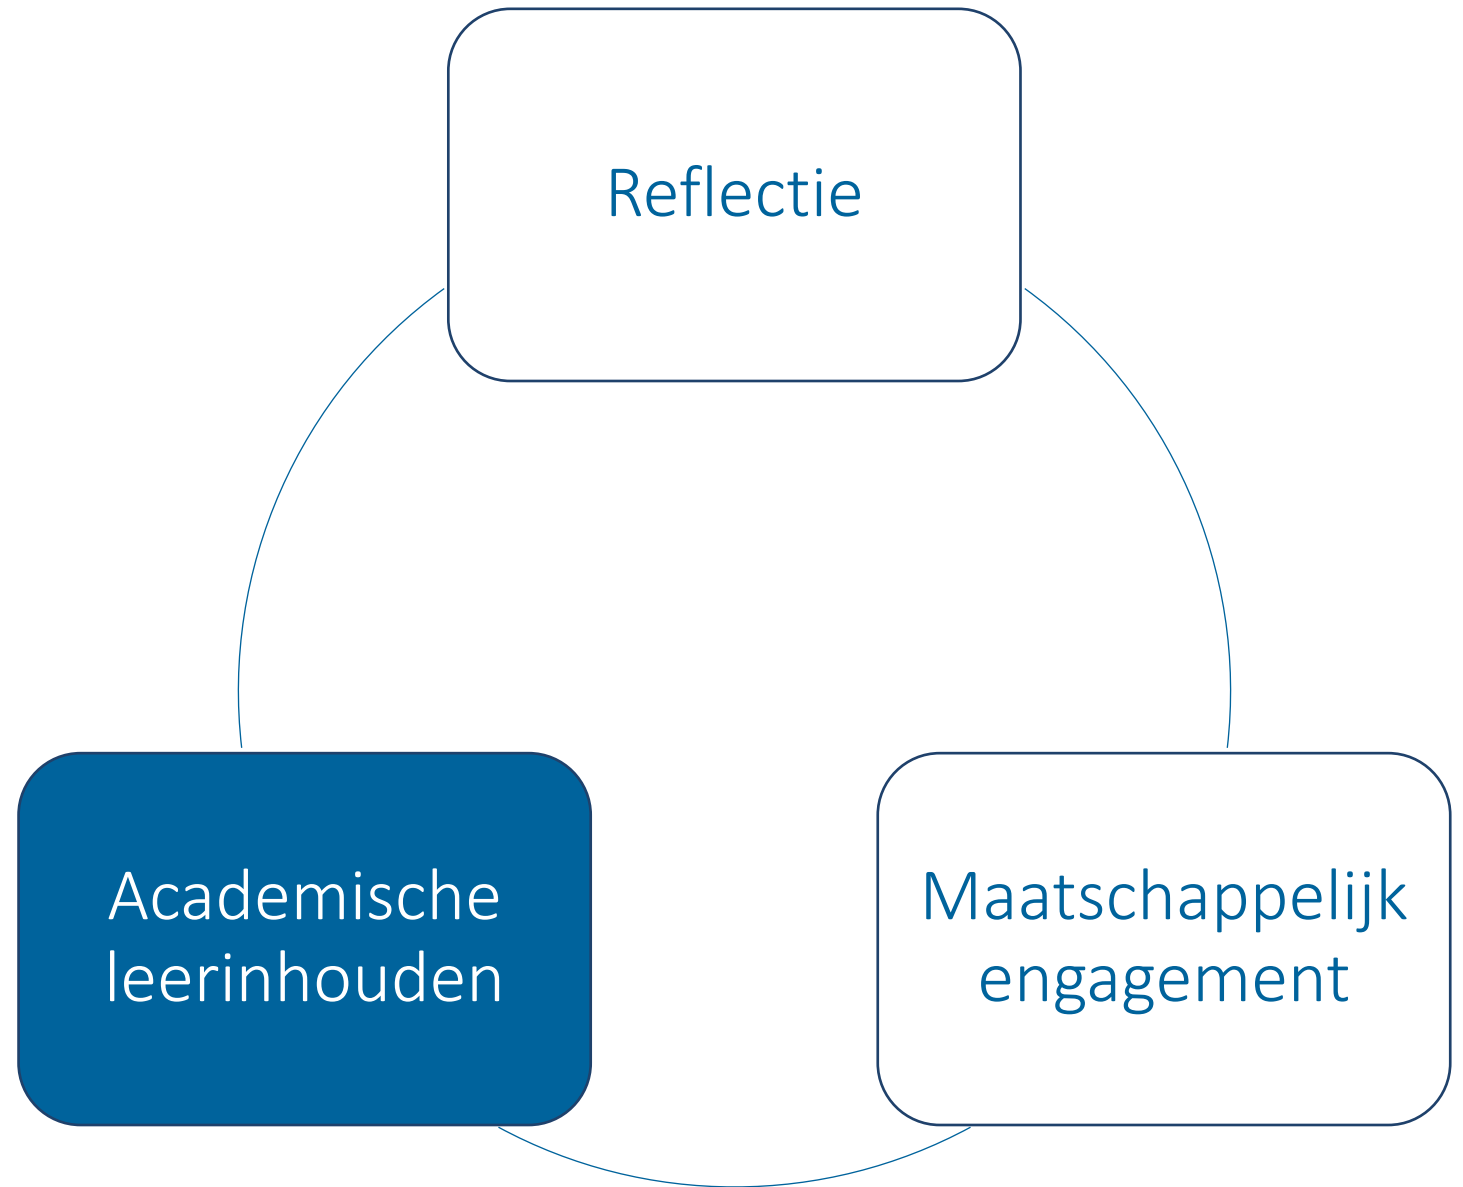 Reflectie
Academische
leerinhouden
Maatschappelijk
engagement